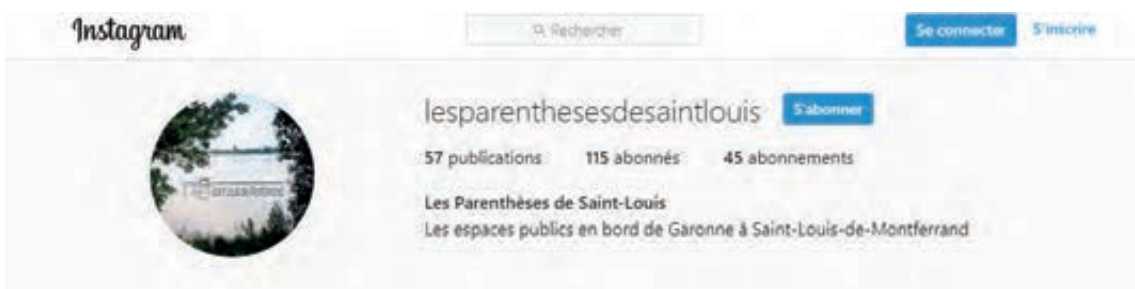 Instagram
Rechercher
Se connecter
S'inscrire
lesparenthesesdesaintlouis
S'abonner
57 publications 115 abonnés 45 abonnements
Les Parenthèses de Saint-Louis
Les espaces publics en bord de Garonne à Saint-Louis-de-Montferrand